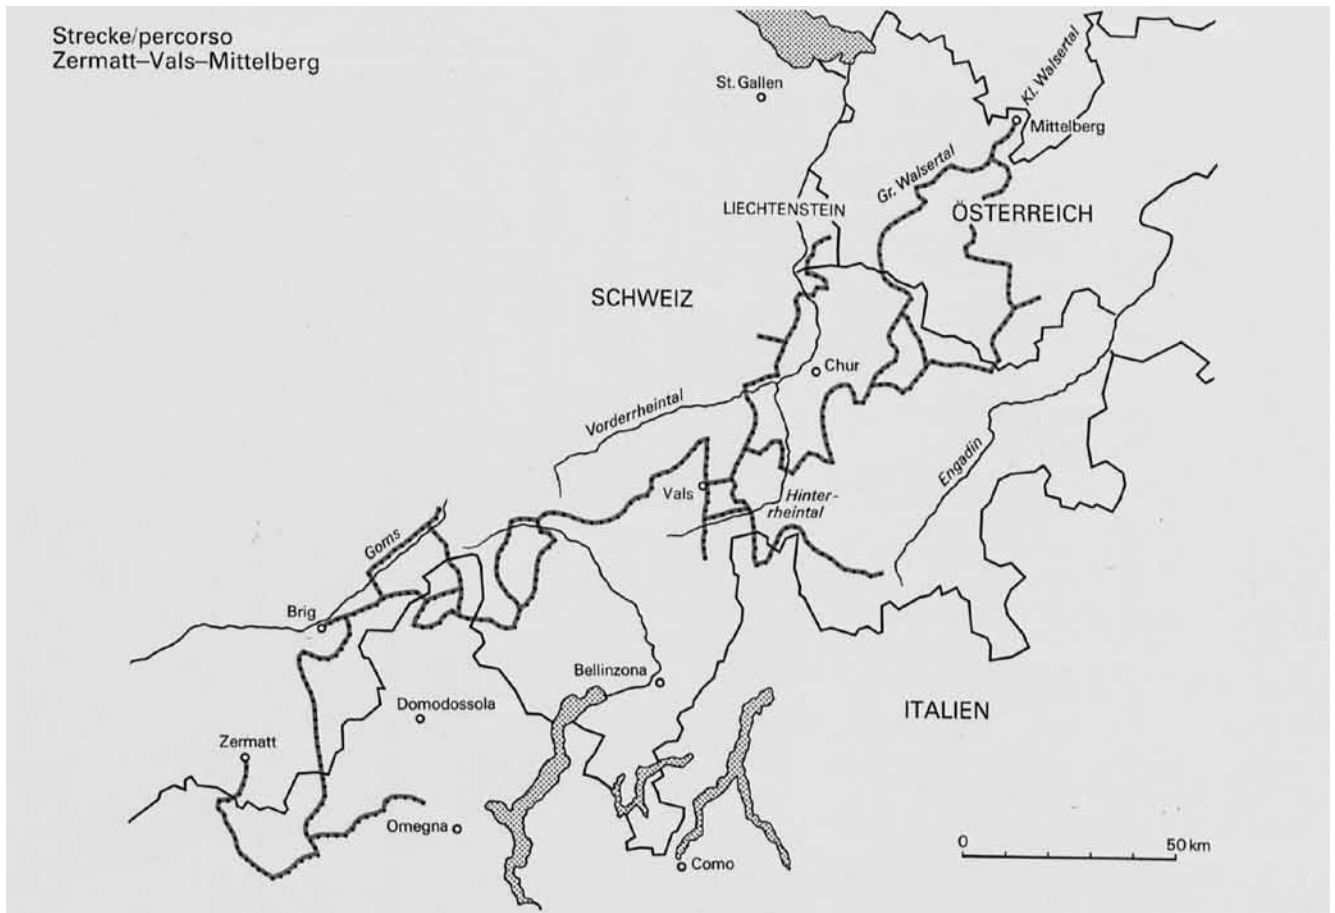 Strecke/percorso
Zermatt–Vals–Mittelberg
St. Gallen
Kl. Walsertal
Mittelberg
Gr. Walsertal
LIECHTENSTEIN
ÖSTERREICH
SCHWEIZ
Chur
Vorderrheintal
Engadin
Vals
Hinter-
rheintal
Goms
Brig
Bellinzona
Domodossola
ITALIEN
Zermatt
Omegna
Como
0
50 km